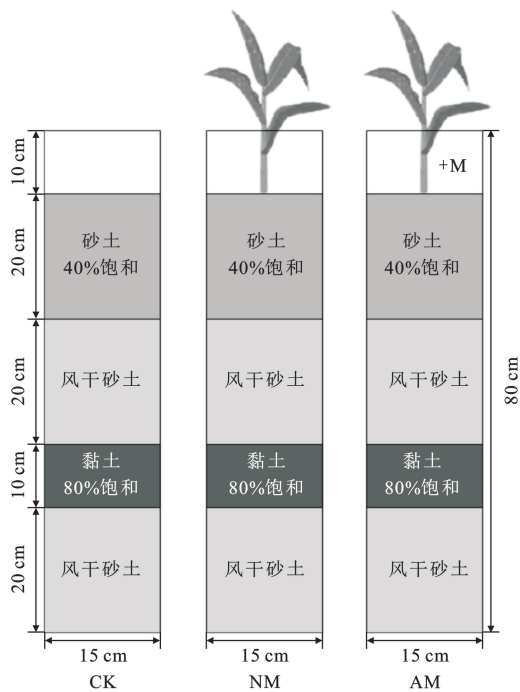 +M
10 cm
砂土
40%饱和
砂土
40%饱和
砂土
40%饱和
20 cm
风干砂土
风干砂土
风干砂土
20 cm
80 cm
黏土
80%饱和
黏土
80%饱和
黏土
80%饱和
10 cm
风干砂土
风干砂土
风干砂土
20 cm
15 cm
15 cm
15 cm
CK
NM
AM